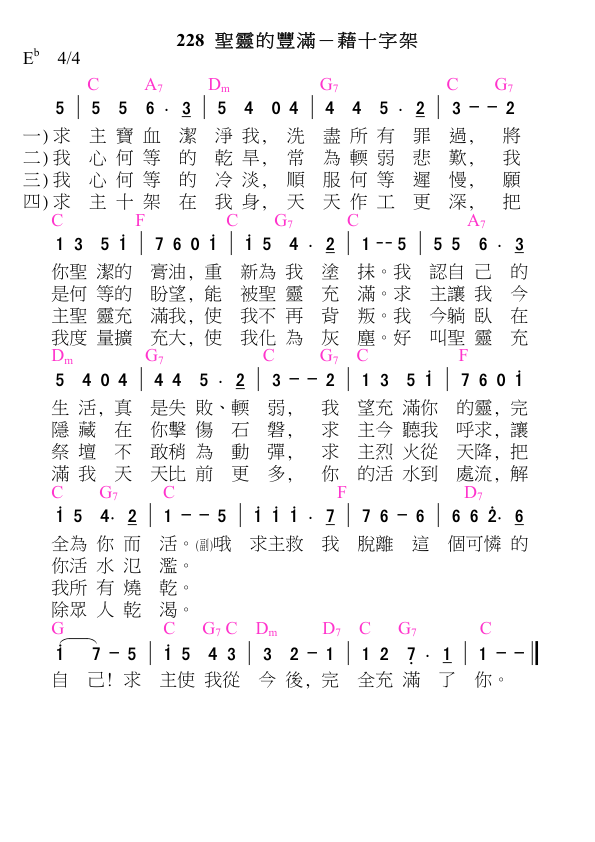 228 聖靈的豐滿－藉十字架
E♭ 4/4
C A7 Dm G7 C G7
5 | 5 5 6 . 3 | 5 4 0 4 | 4 4 5 . 2 | 3 - - 2
一) 求 主 寶 血 潔 淨 我, 洗 盡 所 有 罪 過, 將
二) 我 心 何 等 的 乾 旱, 常 為 輭 弱 悲 歎, 我
三) 我 心 何 等 的 冷 淡, 順 服 何 等 遲 慢, 願
四) 求 主 十 架 在 我 身, 天 天 作 工 更 深, 把
C F C G7 C A7
1 3 5 i | 7 6 0 i | i 5 4 . 2 | 1 - - 5 | 5 5 6 . 3
你聖 潔的 膏油, 重 新為 我 塗 抹。我 認自 己 的
是何 等的 盼望, 能 被聖 靈 充 滿。求 主讓 我 今
主聖 靈充 滿我, 使 我不 再 背 叛。我 今躺 臥 在
我度 量擴 充大, 使 我化 為 灰 塵。好 叫聖 靈 充
Dm G7 C G7 C F
5 4 0 4 | 4 4 5 . 2 | 3 - - 2 | 1 3 5 i | 7 6 0 i
生 活, 真 是失 敗、輭 弱, 我 望充 滿你 的靈, 完
隱 藏 在 你擊 傷 石 磐, 求 主今 聽我 呼求, 讓
祭 壇 不 敢稍 為 動 彈, 求 主烈 火從 天降, 把
滿 我 天 天比 前 更 多, 你 的活 水到 處流, 解
C G7 C F D7
i 5 4 . 2 | 1 - - 5 | i i i . 7 | 7 6 - 6 | 6 6 2 . 6
全為 你 而 活。(副)哦 求主救 我 脫離 這 個可憐 的
你活 水 氾 濫。
我所 有 燒 乾。
除眾 人 乾 渴。
G C G7 C Dm D7 C G7 C
i 7 - 5 | i 5 4 3 | 3 2 - 1 | 1 2 7 . 1 | 1 - - ‖
自 己! 求 主使 我從 今 後, 完 全充 滿 了 你。